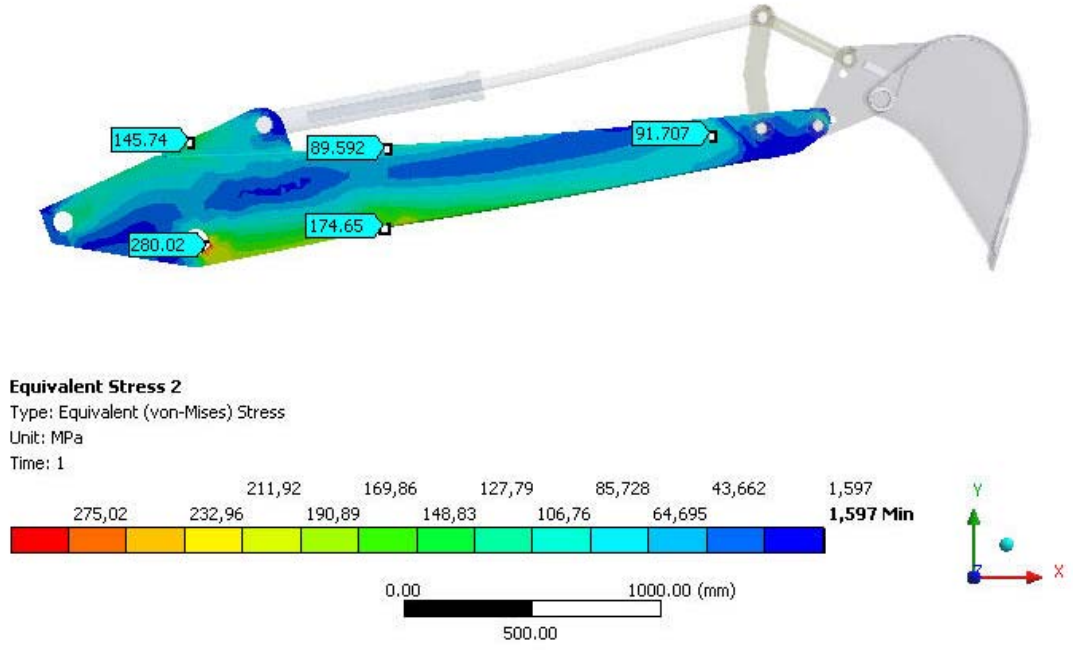 145.74
89.592
91.707
174.65
280.02
Equivalent Stress 2
Type: Equivalent (von-Mises) Stress
Unit: MPa
Time: 1
211,92 169,86 127,79 85,728 43,662 1,597
275,02 232,96 190,89 148,83 106,76 64,695 1,597 Min
0.00 1000.00 (mm)
500.00
Y
Z
X